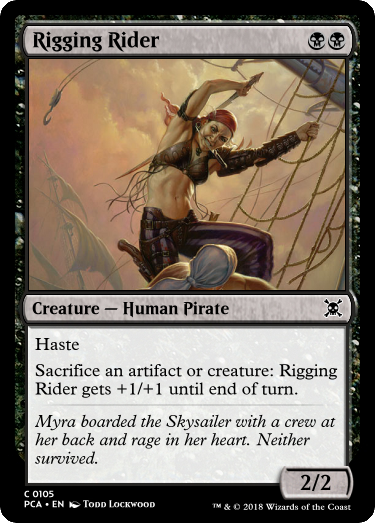 Rigging Rider
Creature — Human Pirate
Haste
Sacrifice an artifact or creature: Rigging
Rider gets +1/+1 until end of turn.
Myra boarded the Skysailer with a crew at
her back and rage in her heart. Neither
survived.
2/2
C 0105
PCA • EN Todd Lockwood
™ & © 2018 Wizards of the Coast